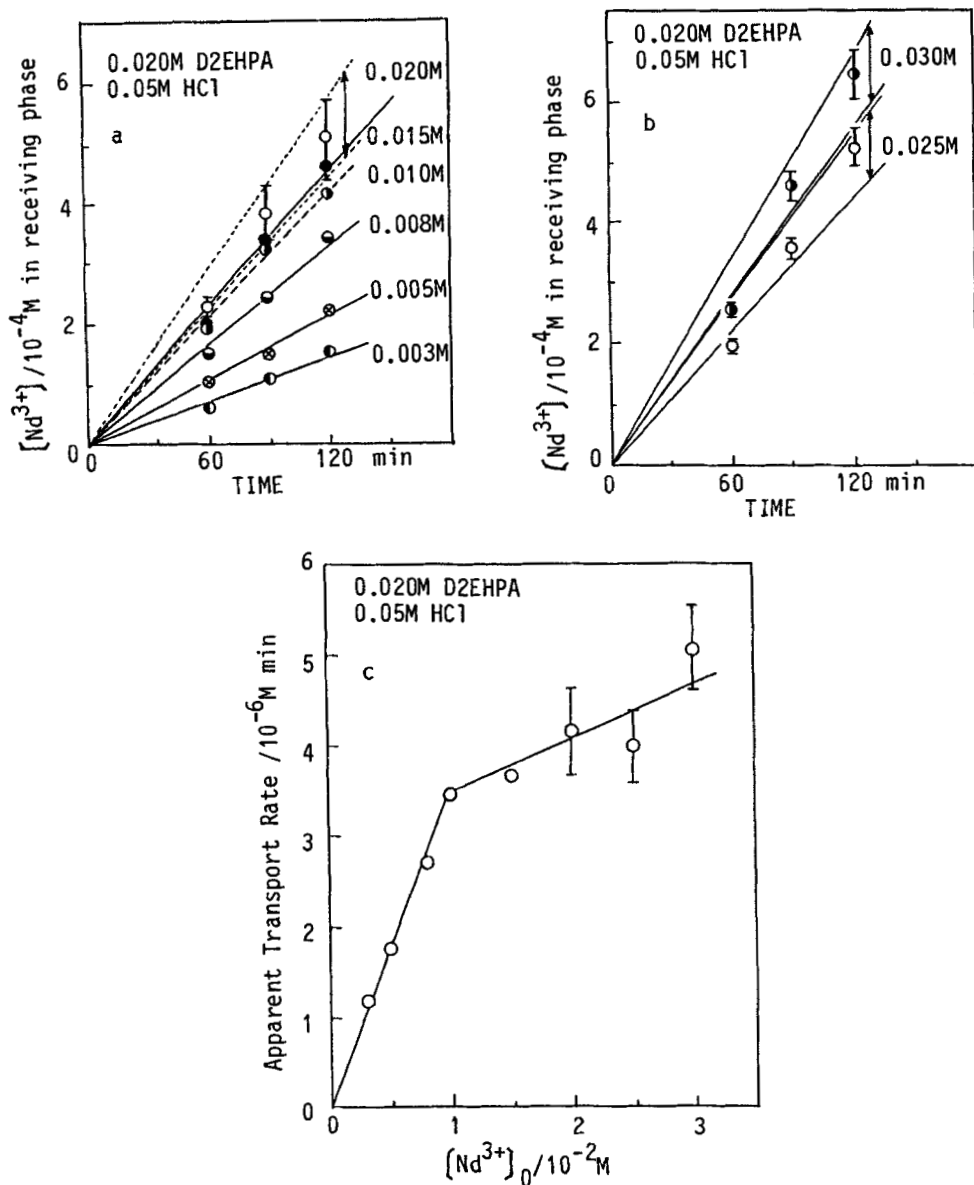 0.020M D2EHPA
0.05M HCl
a
[Nd³⁺]/10⁻⁴M in receiving phase
6
4
2
0
0.020M
0.015M
0.010M
0.008M
0.005M
0.003M
0 60 120 min
TIME
0.020M D2EHPA
0.05M HCl
b
[Nd³⁺]/10⁻⁴M in receiving phase
6
4
2
0
0.030M
0.025M
0 60 120 min
TIME
0.020M D2EHPA
0.05M HCl
c
Apparent Transport Rate /10⁻⁶M min
6
5
4
3
2
1
0
0 1 2 3
[Nd³⁺]₀/10⁻²M